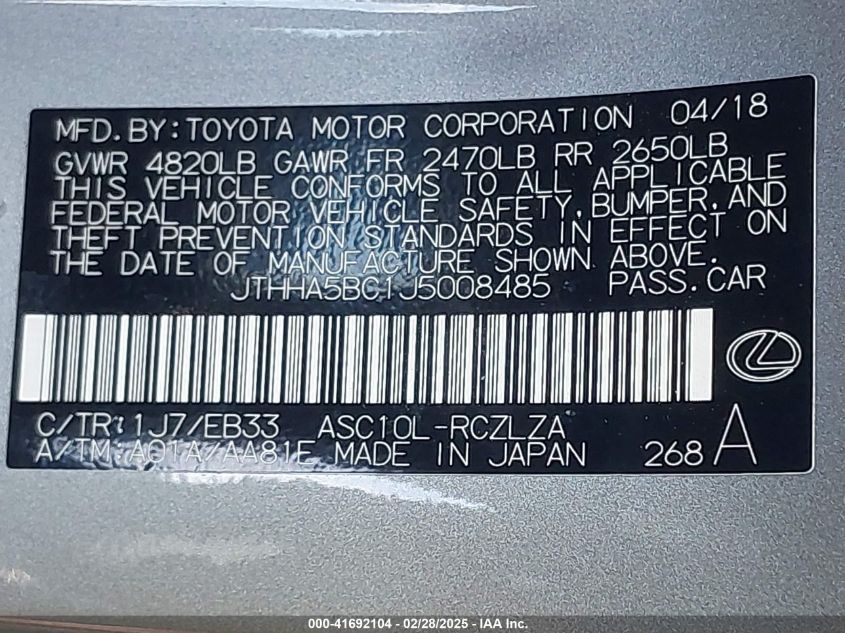 MFD.BY:TOYOTA MOTOR CORPORATION 04/18
GVWR 4820LB GAWR FR 2470LB RR 2650LB
THIS VEHICLE CONFORMS TO ALL APPLICABLE
FEDERAL MOTOR VEHICLE SAFETY,BUMPER,AND
THEFT PREVENTION STANDARDS IN EFFECT ON
THE DATE OF MANUFACTURE SHOWN ABOVE.
JTHHA5BC1J5008485 PASS.CAR
C/TR:1J7/EB33 ASC10L-RCZLZA
A/TM:A01A/AA81E MADE IN JAPAN 268 A
000-41692104 - 02/28/2025 - IAA Inc.